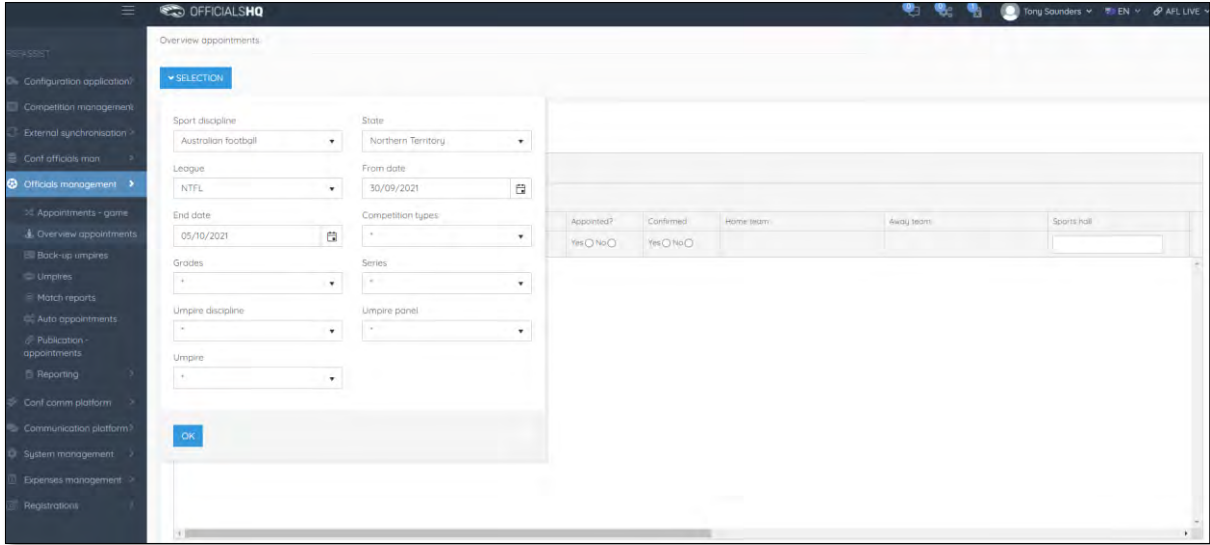 OFFICIALSHQ
0
0
Tony Saunders
EN
AFL LIVE
REFASSIST
Configuration application
Competition management
External synchronisation
Conf officials man
Officials management
Appointments - game
Overview appointments
Back-up umpires
Umpires
Match reports
Auto appointments
Publication -
appointments
Reporting
Conf comm platform
Communication platform
System management
Expenses management
Registrations
Overview appointments
SELECTION
Sport discipline
State
Australian football
Northern Territory
League
From date
NTFL
30/09/2021
End date
Competition types
05/10/2021
*
Grades
Series
*
*
Umpire discipline
Umpire panel
*
*
Umpire
*
OK
Appointed?
Confirmed
Home team
Away team
Sports hall
Yes No
Yes No